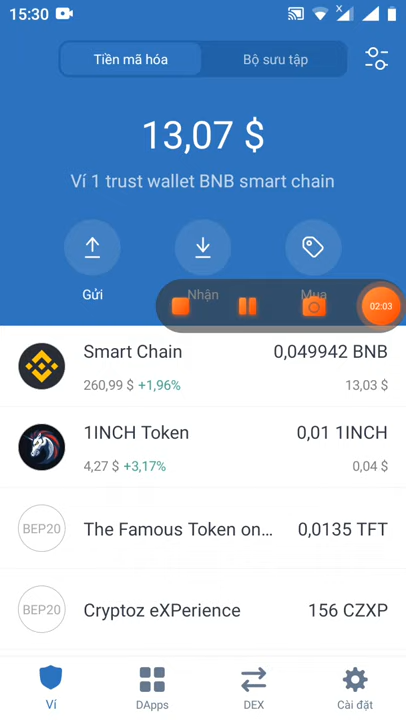 15:30
Tiền mã hóa
Bộ sưu tập
13,07 $
Ví 1 trust wallet BNB smart chain
Gửi
Nhận
Mua
02:03
Smart Chain 0,049942 BNB
260,99 $ +1,96% 13,03 $
1INCH Token 0,01 1INCH
4,27 $ +3,17% 0,04 $
BEP20 The Famous Token on... 0,0135 TFT
BEP20 Cryptoz eXPerience 156 CZXP
Ví
DApps
DEX
Cài đặt